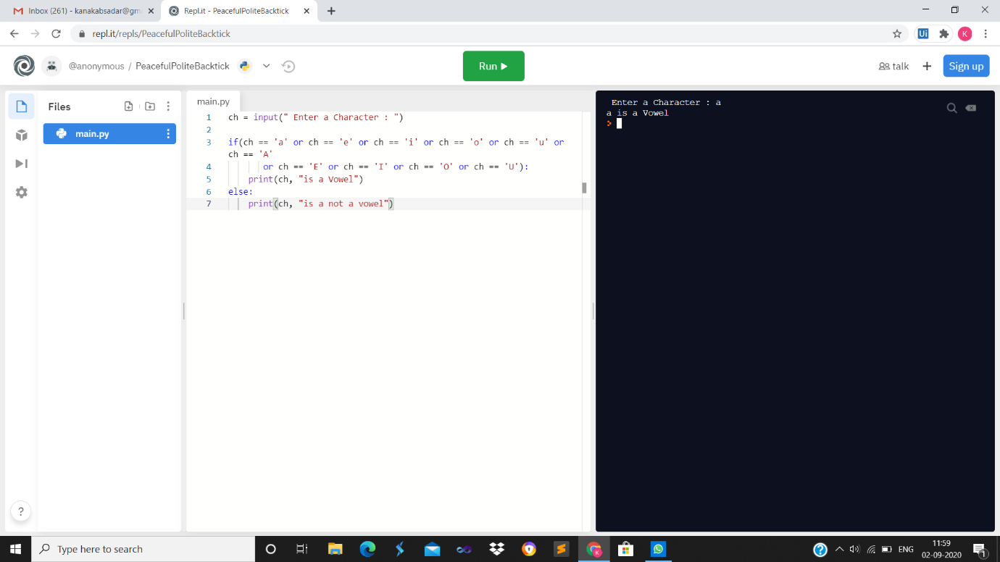 Inbox (261) - kanakabsadar@gm
Repl.it - PeacefulPoliteBacktick
repl.it/repls/PeacefulPoliteBacktick
Ui
K
@anonymous / PeacefulPoliteBacktick
Run
talk
Sign up
Files
main.py
main.py
1 ch = input(" Enter a Character : ")
2
3 if(ch == 'a' or ch == 'e' or ch == 'i' or ch == 'o' or ch == 'u' or
ch == 'A'
4 or ch == 'E' or ch == 'I' or ch == 'O' or ch == 'U'):
5 print(ch, "is a Vowel")
6 else:
7 print(ch, "is a not a vowel")
Enter a Character : a
a is a Vowel
?
Type here to search
K
?
ENG
11:59
02-09-2020
1